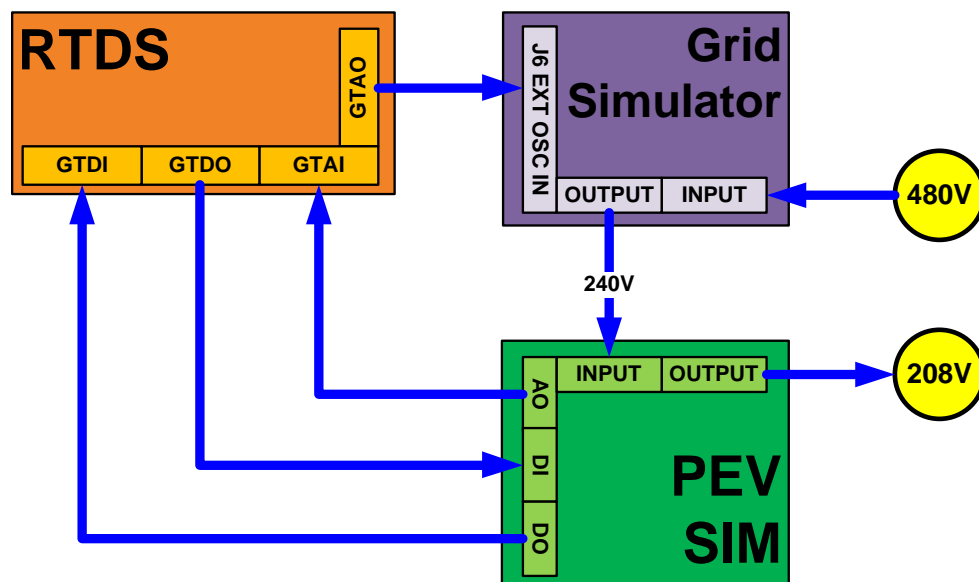 RTDS
GTAO
GTDI
GTDO
GTAI
J6 EXT OSC IN
Grid
Simulator
OUTPUT
INPUT
480V
240V
INPUT
OUTPUT
208V
AO
DI
DO
PEV
SIM